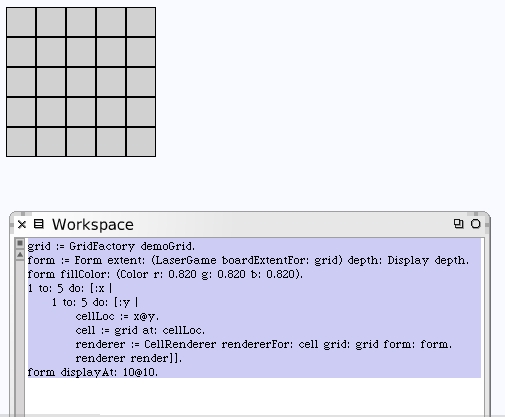 Workspace
grid := GridFactory demoGrid.
form := Form extent: (LaserGame boardExtentFor: grid) depth: Display depth.
form fillColor: (Color r: 0.820 g: 0.820 b: 0.820).
1 to: 5 do: [:x |
1 to: 5 do: [:y |
cellLoc := x@y.
cell := grid at: cellLoc.
renderer := CellRenderer rendererFor: cell grid: grid form: form.
renderer render]].
form displayAt: 10@10.